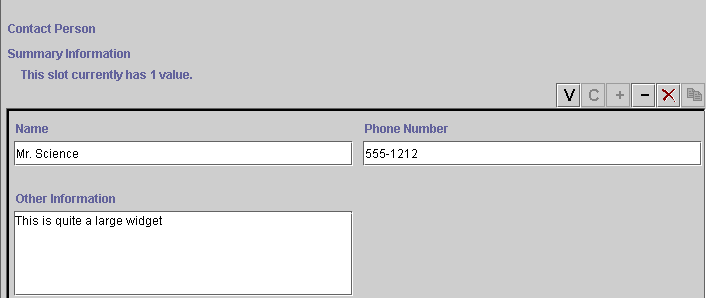 Contact Person
Summary Information
This slot currently has 1 value.
V C + −
Name
Phone Number
Mr. Science
555-1212
Other Information
This is quite a large widget